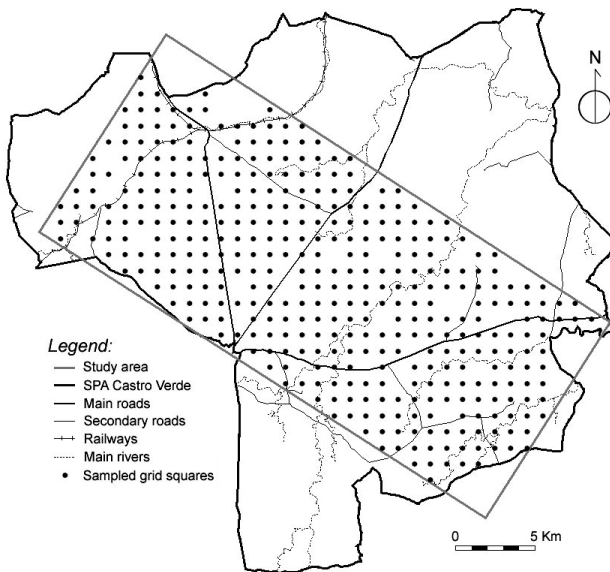 N
Legend:
Study area
SPA Castro Verde
Main roads
Secondary roads
Railways
Main rivers
Sampled grid squares
0 5 Km